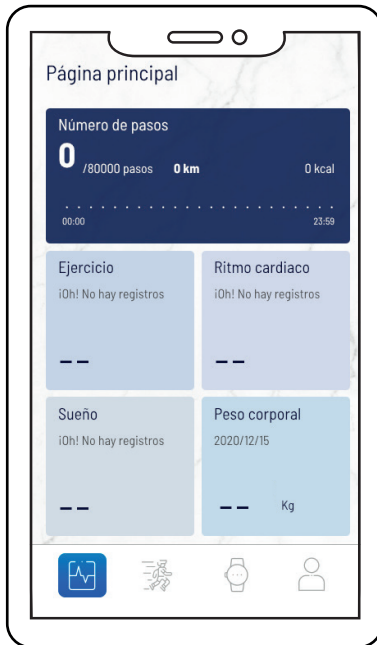 Página principal
Número de pasos
0 /80000 pasos 0 km 0 kcal
00:00 23:59
Ejercicio
¡Oh! No hay registros
--
Ritmo cardiaco
¡Oh! No hay registros
--
Sueño
¡Oh! No hay registros
--
Peso corporal
2020/12/15
-- Kg